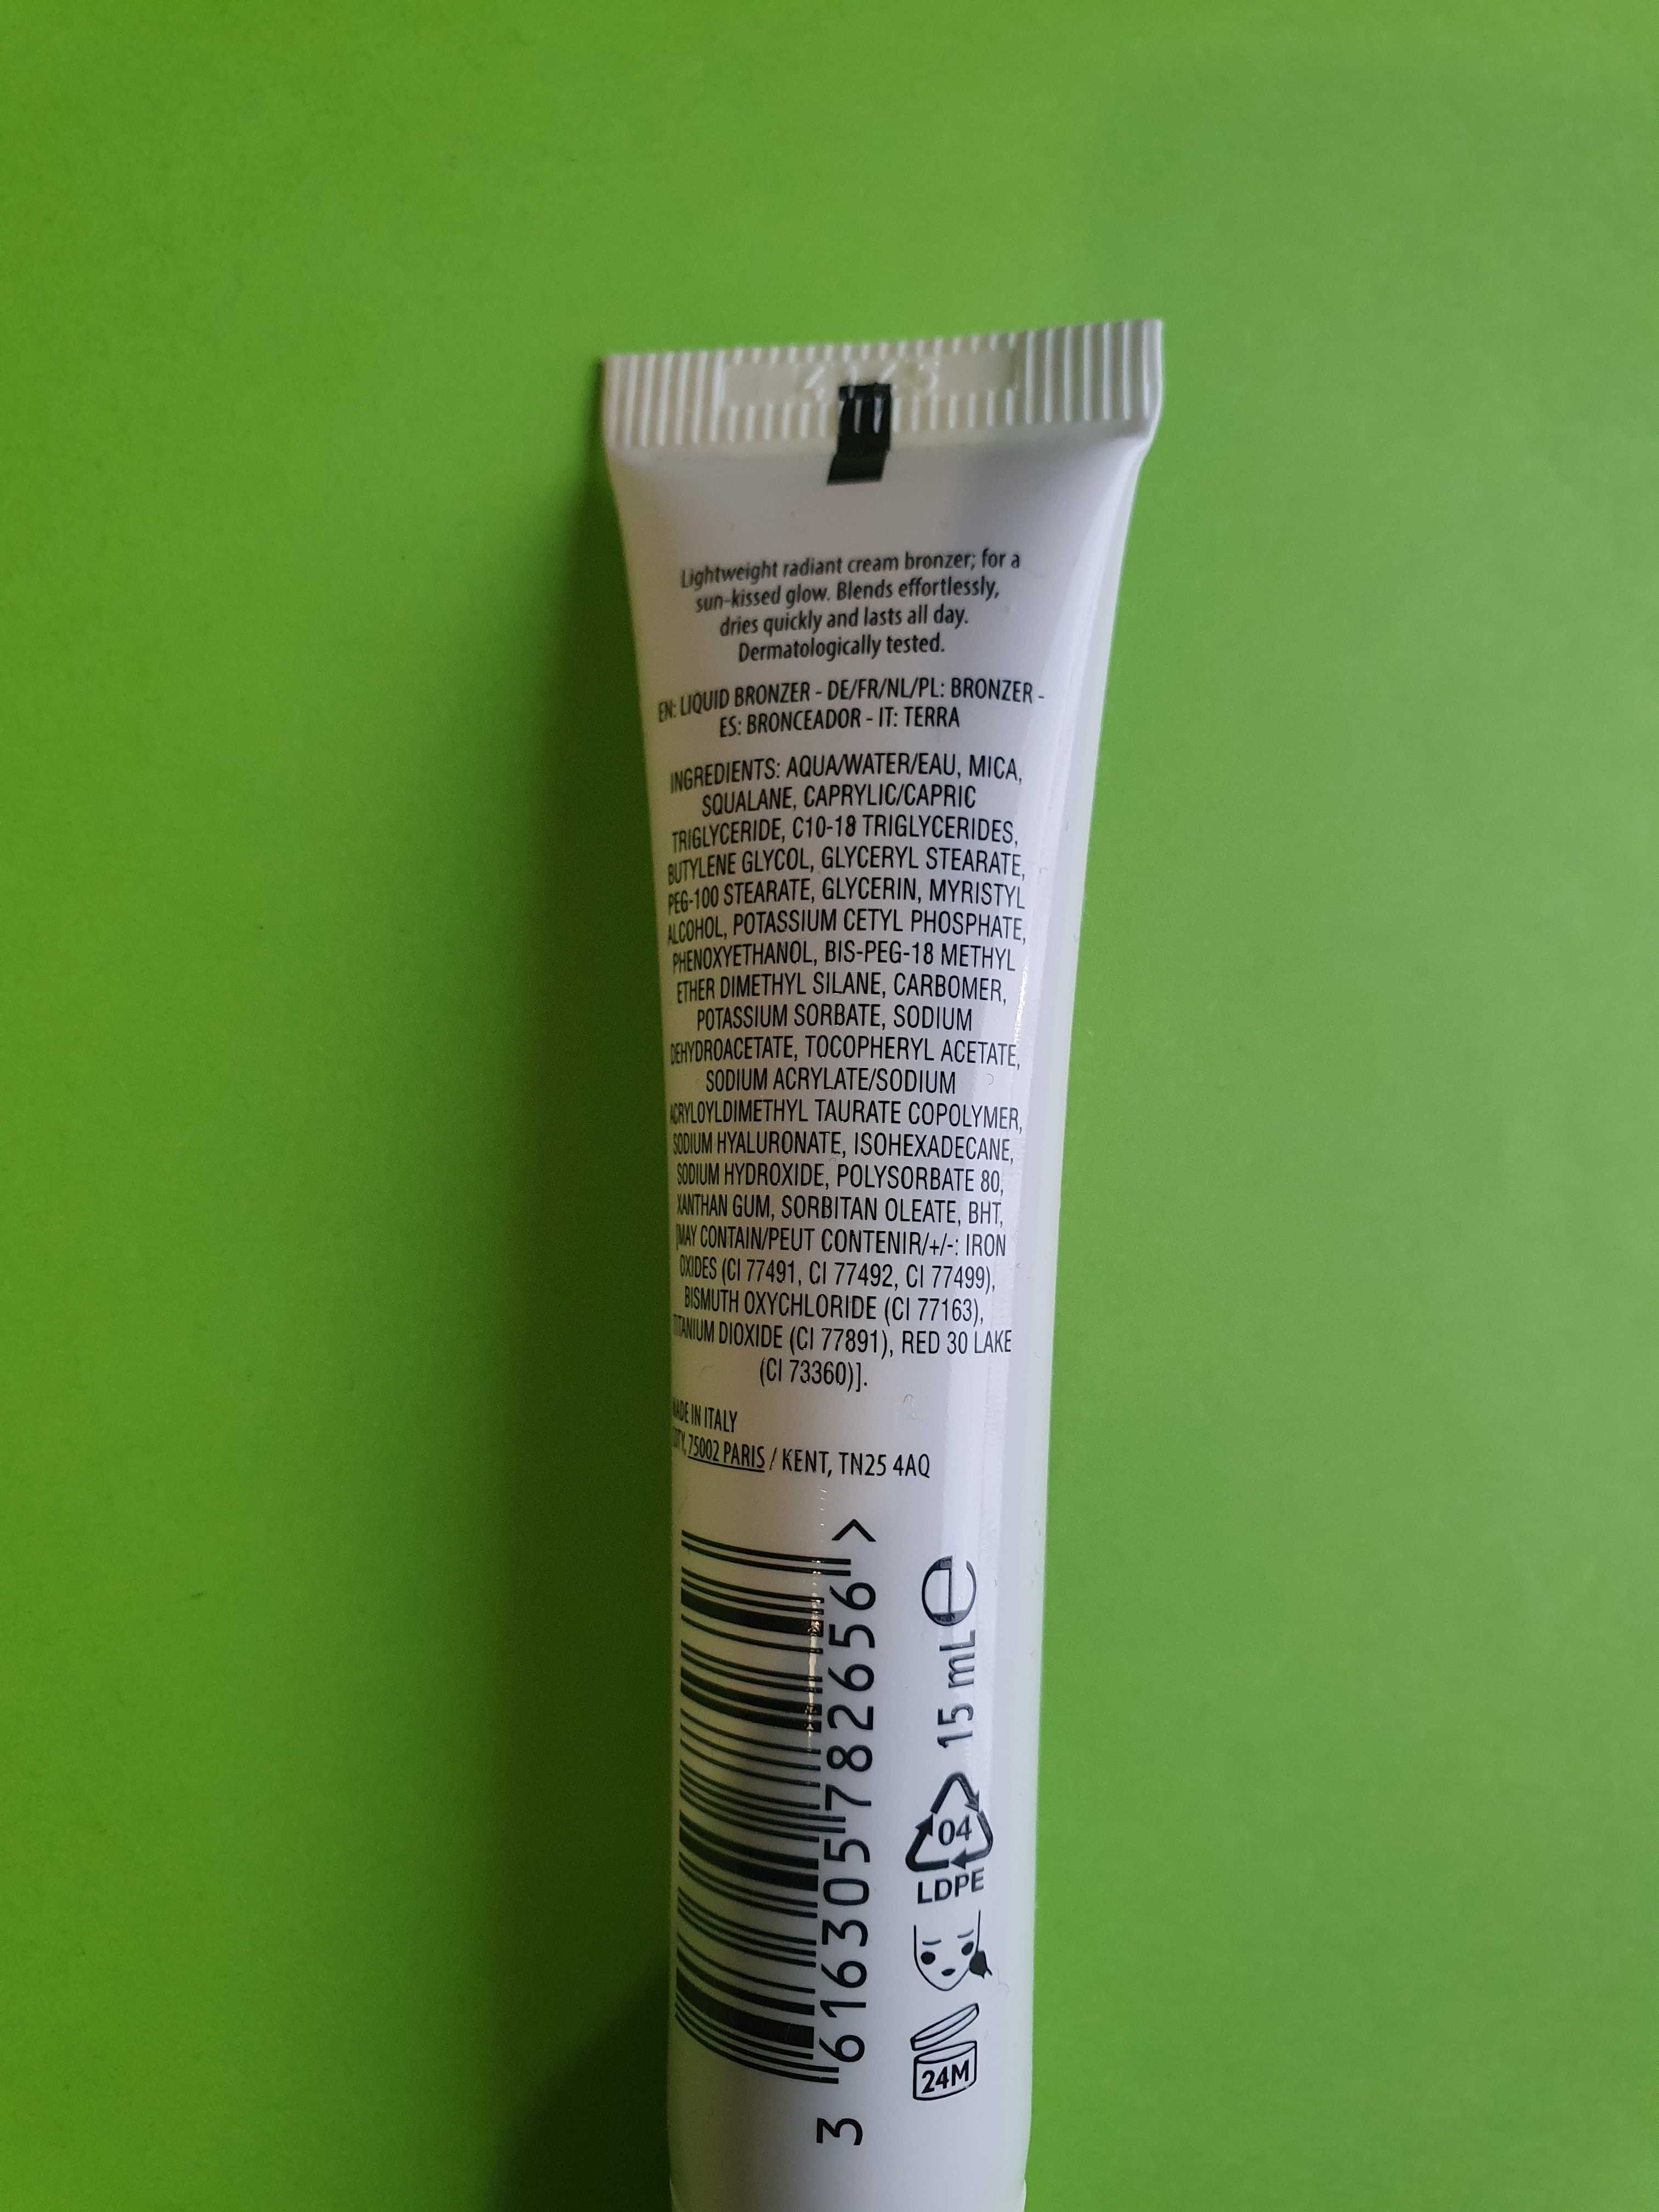 Lightweight radiant cream bronzer; for a
sun-kissed glow. Blends effortlessly,
dries quickly and lasts all day.
Dermatologically tested.
EN: LIQUID BRONZER - DE/FR/NL/PL: BRONZER -
ES: BRONCEADOR - IT: TERRA
INGREDIENTS: AQUA/WATER/EAU, MICA,
SQUALANE, CAPRYLIC/CAPRIC
TRIGLYCERIDE, C10-18 TRIGLYCERIDES,
BUTYLENE GLYCOL, GLYCERYL STEARATE,
PEG-100 STEARATE, GLYCERIN, MYRISTYL
ALCOHOL, POTASSIUM CETYL PHOSPHATE,
PHENOXYETHANOL, BIS-PEG-18 METHYL
ETHER DIMETHYL SILANE, CARBOMER,
POTASSIUM SORBATE, SODIUM
DEHYDROACETATE, TOCOPHERYL ACETATE,
SODIUM ACRYLATE/SODIUM
ACRYLOYLDIMETHYL TAURATE COPOLYMER,
SODIUM HYALURONATE, ISOHEXADECANE,
SODIUM HYDROXIDE, POLYSORBATE 80,
XANTHAN GUM, SORBITAN OLEATE, BHT,
[MAY CONTAIN/PEUT CONTENIR/+/-: IRON
OXIDES (CI 77491, CI 77492, CI 77499),
BISMUTH OXYCHLORIDE (CI 77163),
TITANIUM DIOXIDE (CI 77891), RED 30 LAKE
(CI 73360)].
MADE IN ITALY
COTY, 75002 PARIS / KENT, TN25 4AQ
3 616305 782656 >
24M
LDPE
04
15 mL e